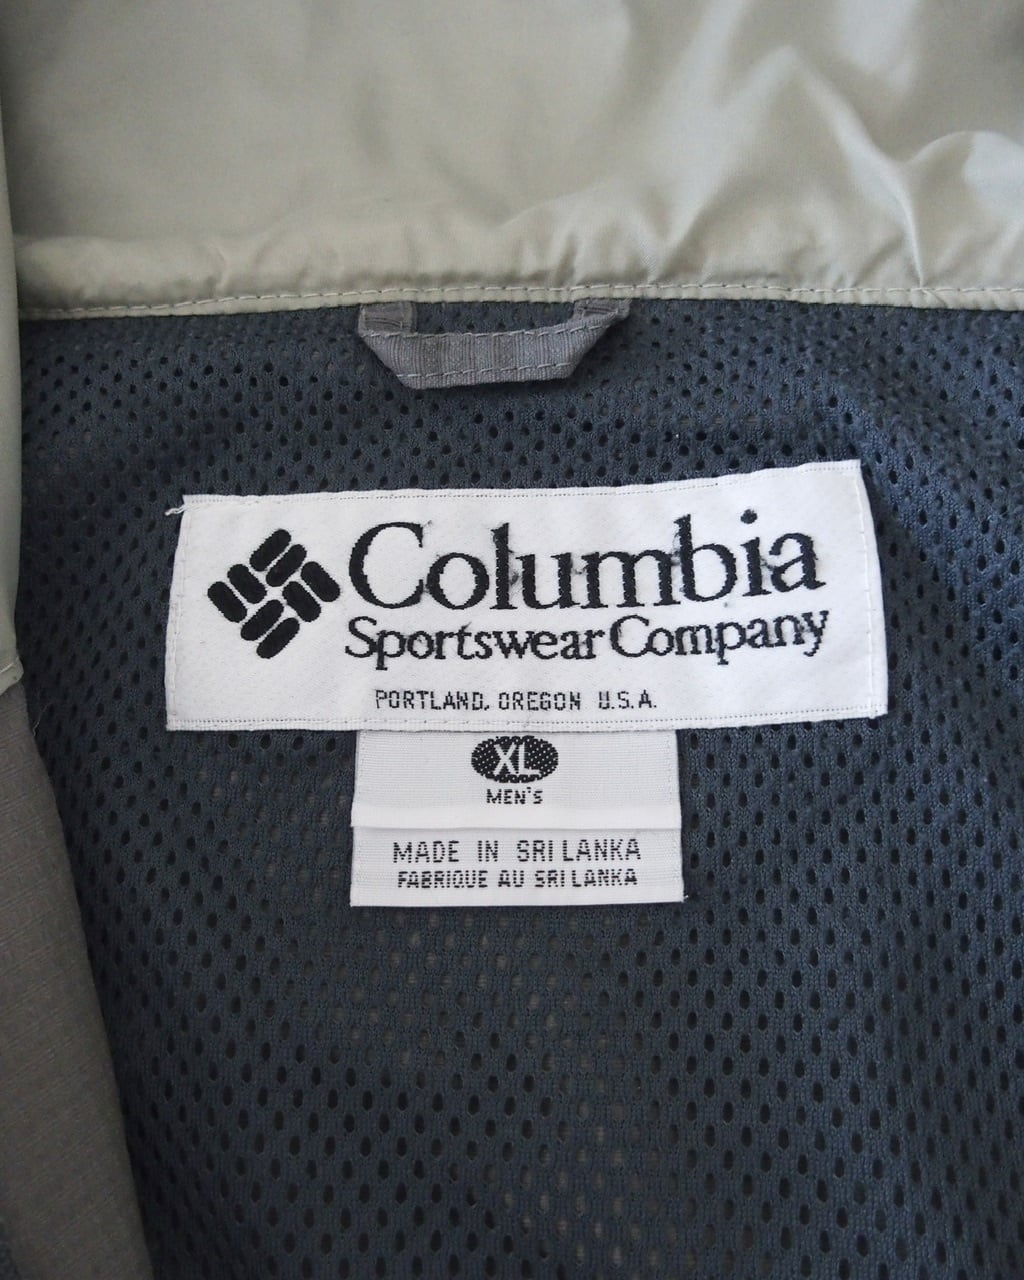 Columbia
Sportswear Company
PORTLAND, OREGON U.S.A.
XL
MEN'S
MADE IN SRI LANKA
FABRIQUE AU SRI LANKA